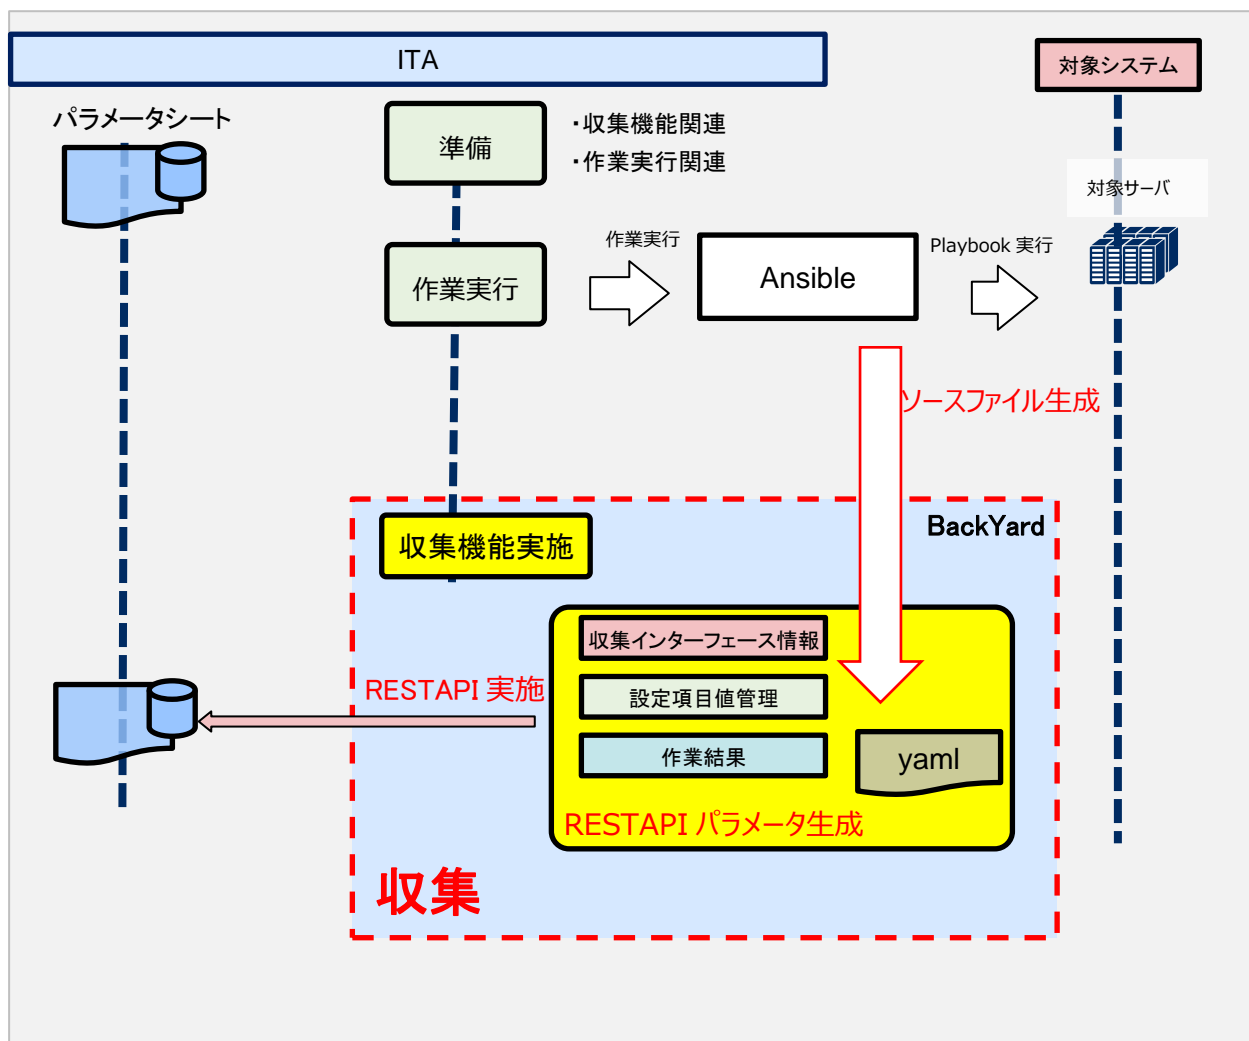 ITA
対象システム
パラメータシート
準備
・収集機能関連
・作業実行関連
対象サーバ
作業実行
作業実行
Ansible
Playbook 実行
ソースファイル生成
BackYard
収集機能実施
収集インターフェース情報
RESTAPI 実施
設定項目値管理
作業結果
yaml
RESTAPI パラメータ生成
収集